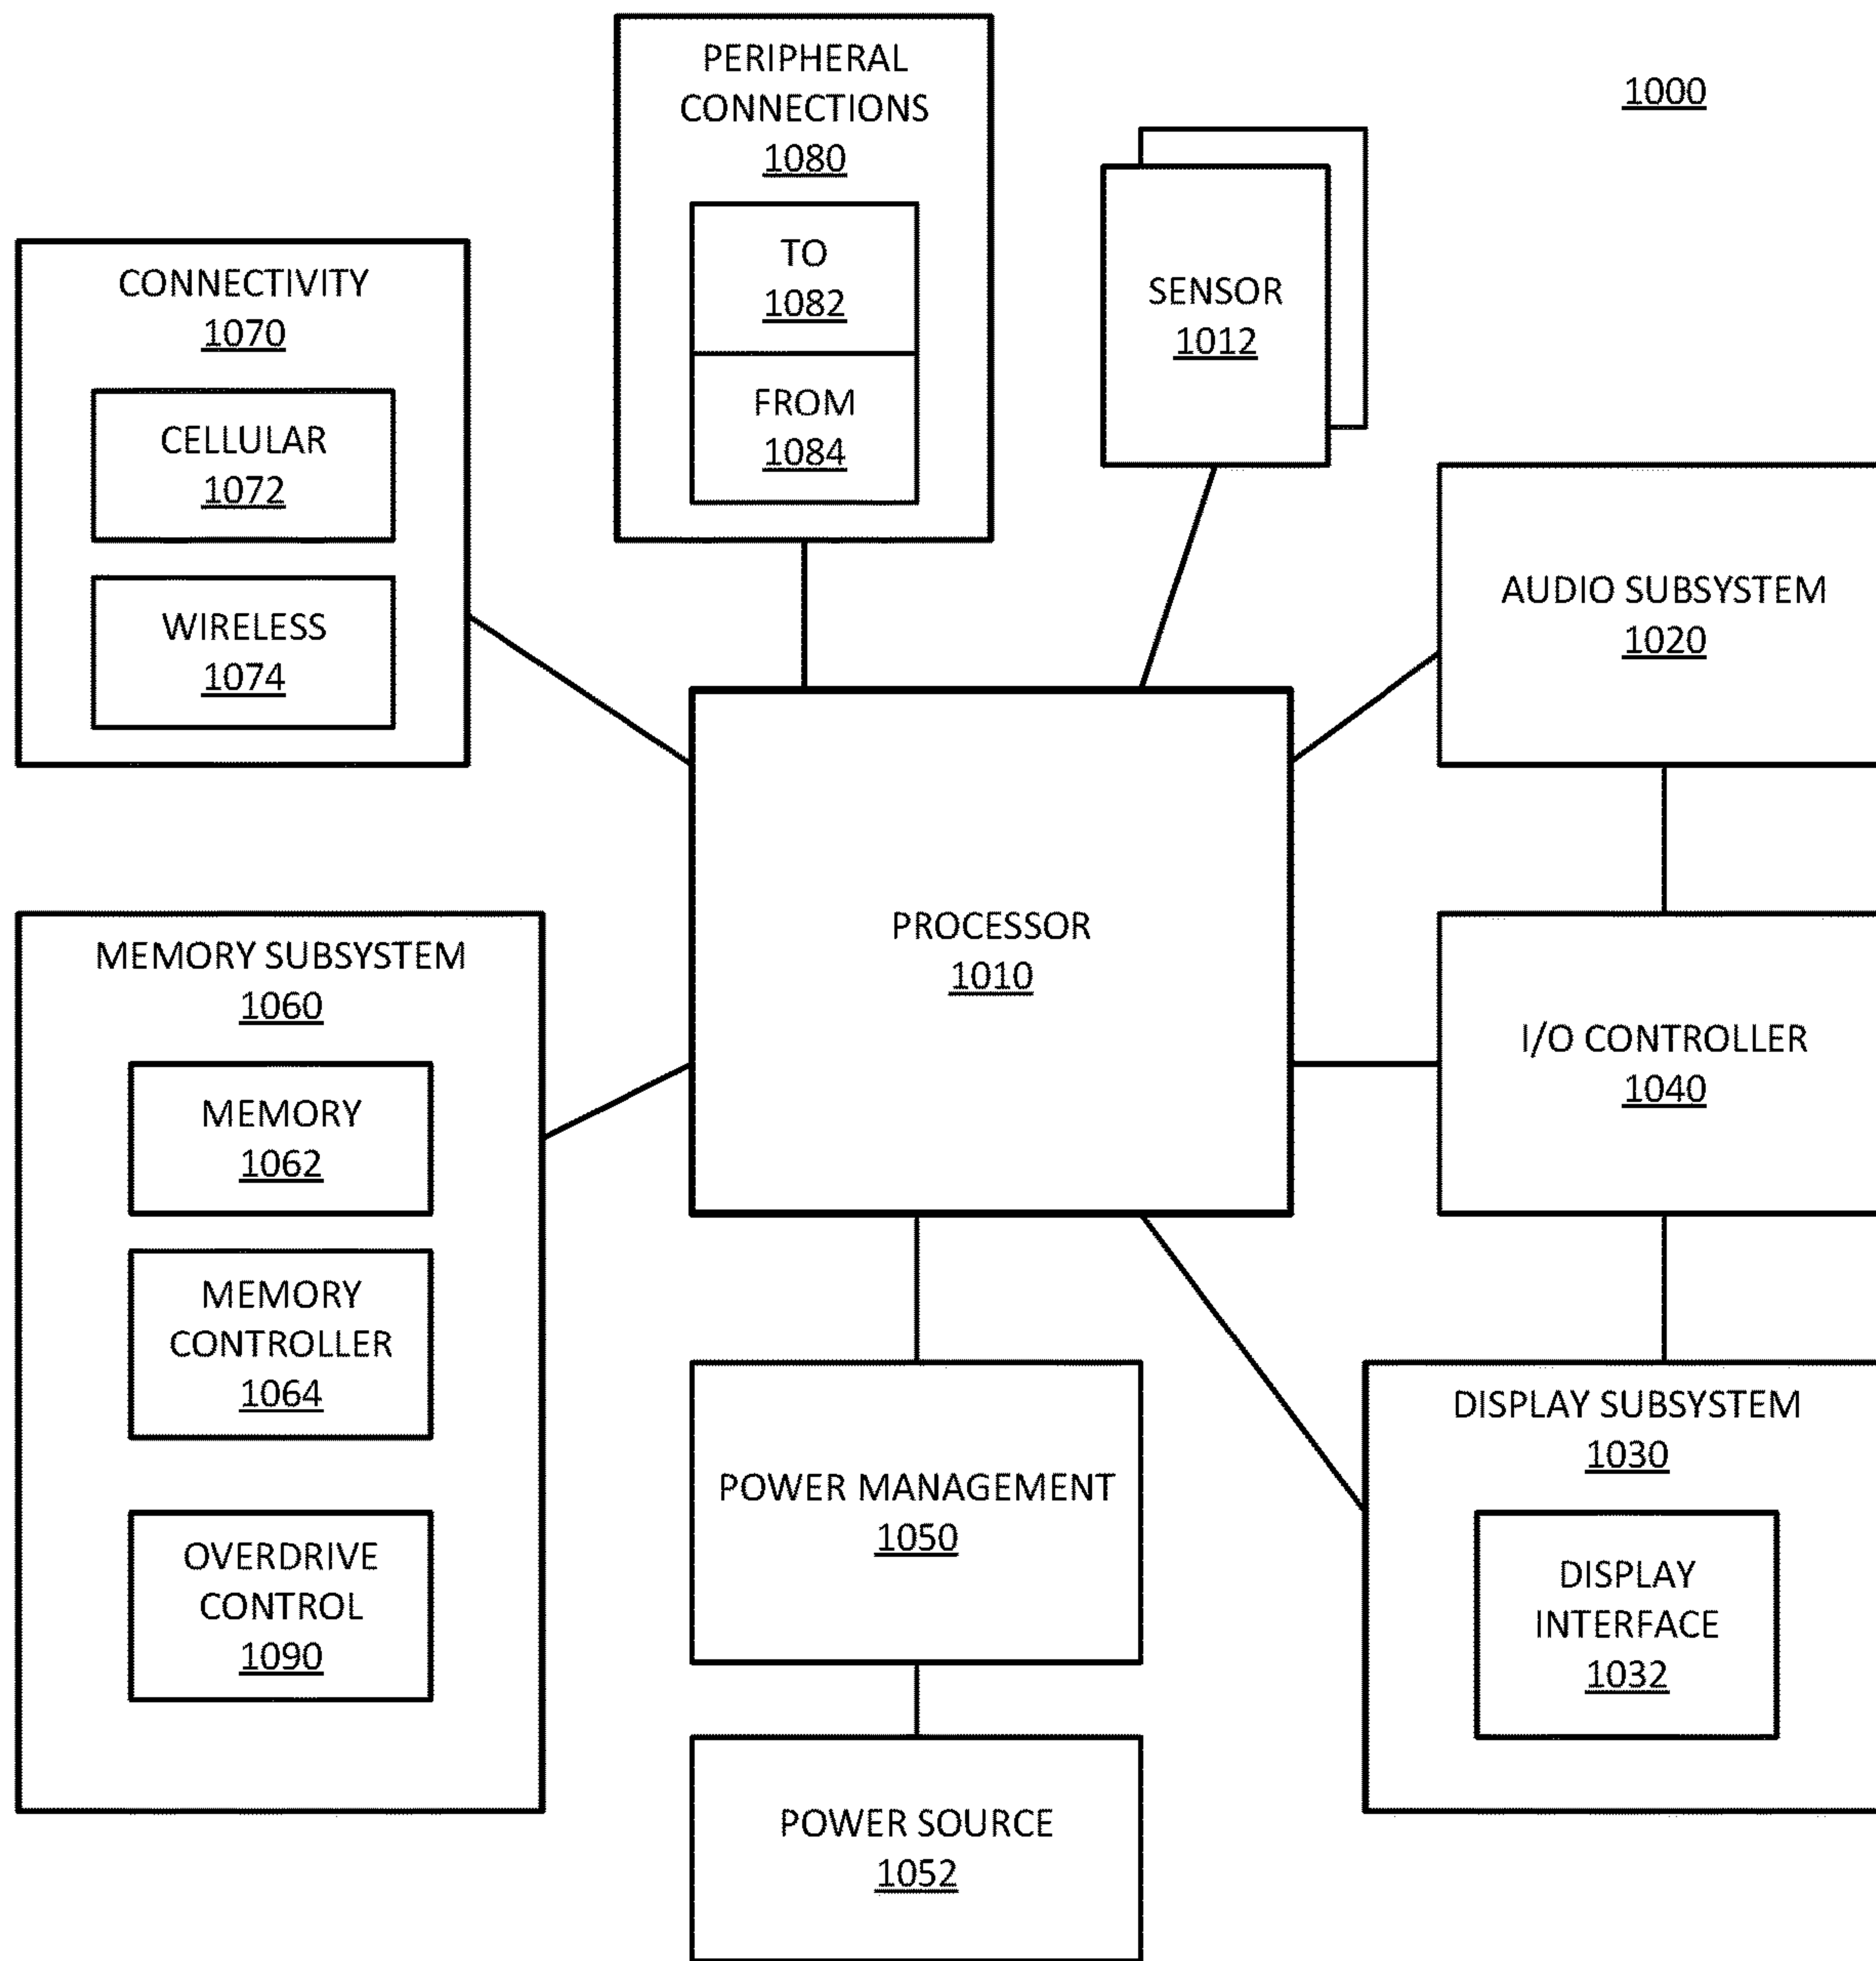 PERIPHERAL
CONNECTIONS
1080
TO
1082
FROM
1084
1000
SENSOR
1012
CONNECTIVITY
1070
CELLULAR
1072
WIRELESS
1074
AUDIO SUBSYSTEM
1020
PROCESSOR
1010
MEMORY SUBSYSTEM
1060
MEMORY
1062
MEMORY
CONTROLLER
1064
OVERDRIVE
CONTROL
1090
I/O CONTROLLER
1040
POWER MANAGEMENT
1050
POWER SOURCE
1052
DISPLAY SUBSYSTEM
1030
DISPLAY
INTERFACE
1032